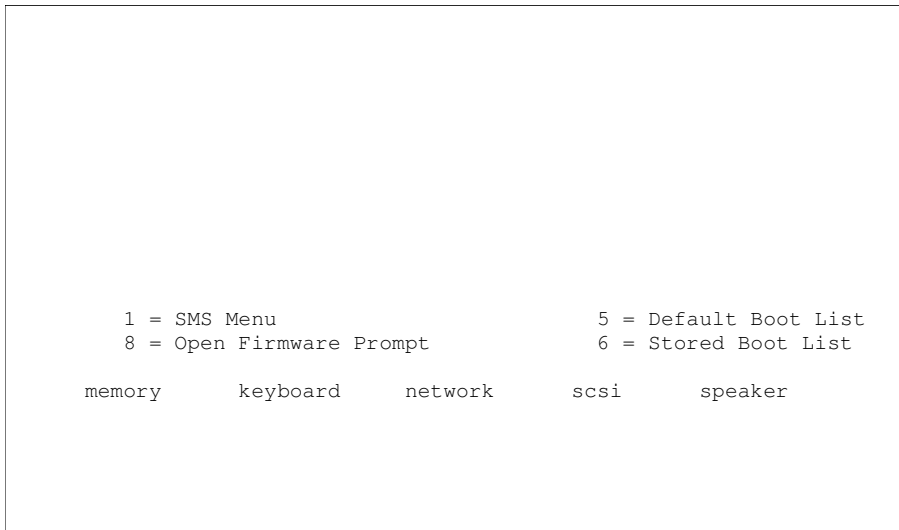 1 = SMS Menu 5 = Default Boot List
8 = Open Firmware Prompt 6 = Stored Boot List
memory keyboard network scsi speaker